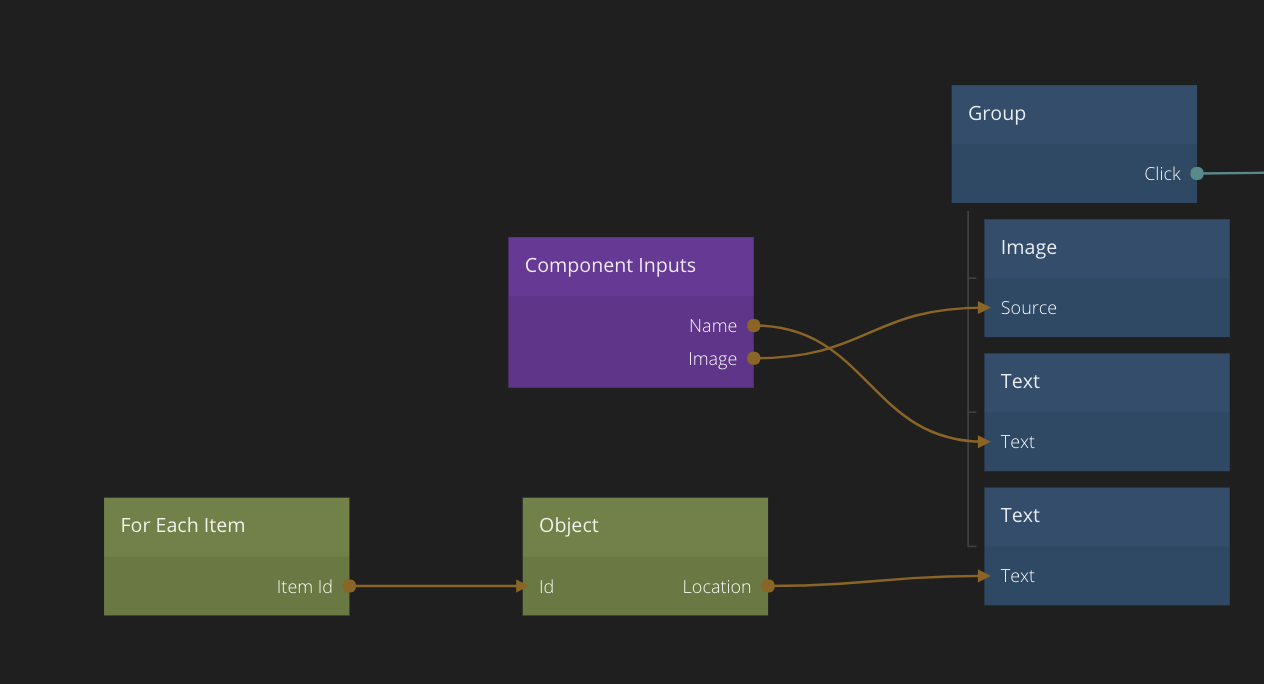 Group
Click
Image
Source
Component Inputs
Name
Image
Text
Text
For Each Item
Item Id
Object
Id Location
Text
Text